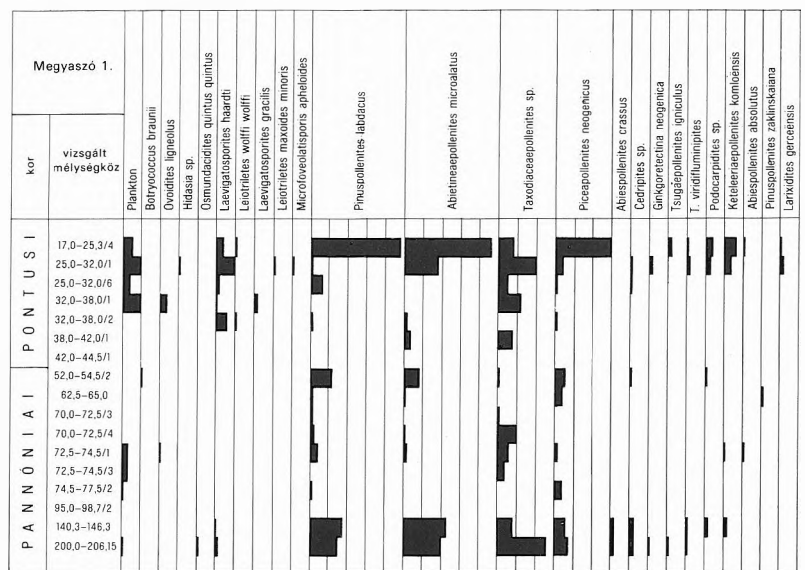 Megyaszó 1.
kor
vizsgált
mélységköz
Plankton
Botryococcus braunii
Ovoidites ligneolus
Hidasia sp.
Osmundacidites quintus quintus
Laevigatosporites haardti
Leiotriletes wolffi wolffi
Laevigatosporites gracilis
Leiotriletes maxoides minoris
Microfoveolatisporis apheloides
Pinuspollenites labdacus
Abietineaepollenites microalatus
Taxodiaceaepollenites sp.
Piceapollenites neogenicus
Abiespollenites crassus
Cedripites sp.
Ginkgoretectina neogenica
Tsugaepollenites igniculus
T. viridifluminipites
Podocarpidites sp.
Keteleeriaepollenites komloënsis
Abiespollenites absolutus
Pinuspollenites zaklinskaiana
Larixidites gerceensis
PONTUSI
17,0–25,3/4
25,0–32,0/1
25,0–32,0/6
32,0–38,0/1
32,0–38,0/2
38,0–42,0/1
42,0–44,5/1
PANNÓNIAI
52,0–54,5/2
62,5–65,0
70,0–72,5/3
70,0–72,5/4
72,5–74,5/1
72,5–74,5/3
74,5–77,5/2
95,0–98,7/2
140,3–146,3
200,0–206,15